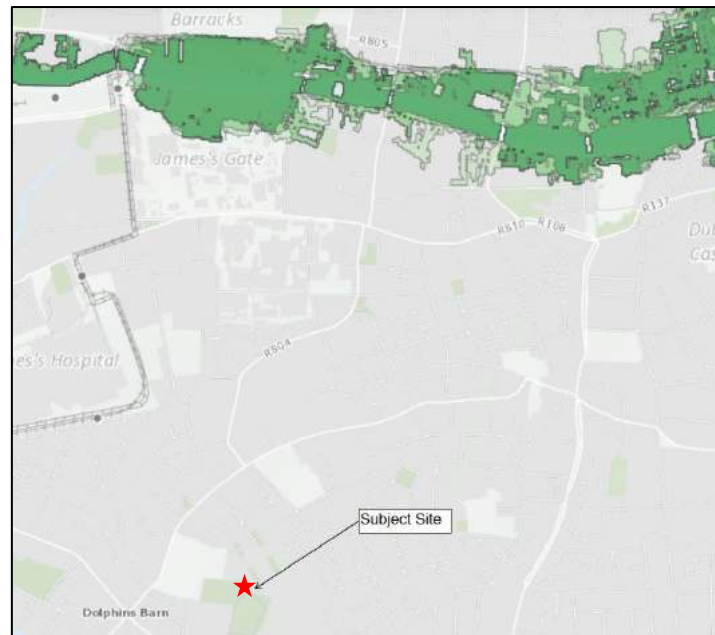 Barracks
R805
James's Gate
R137
R810
R108
Dub
Cas
R804
es's Hospital
Subject Site
Dolphins Barn